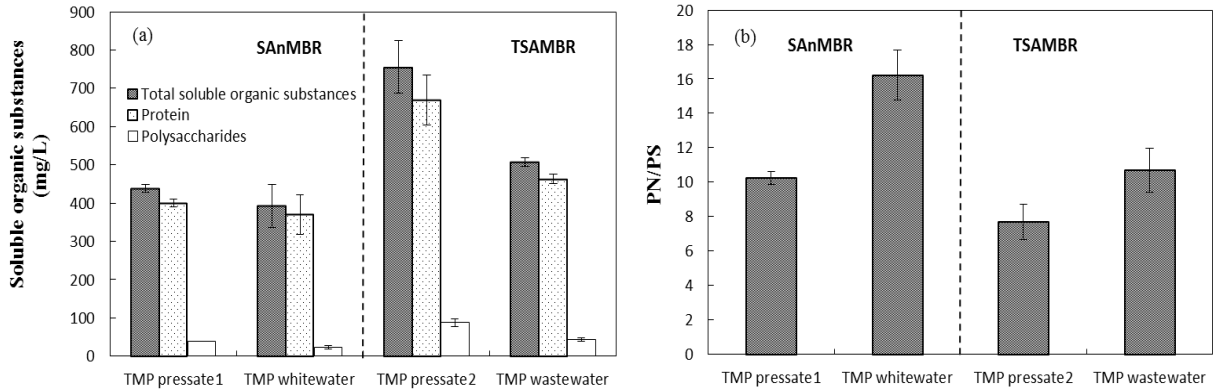 (a)
SAnMBR
TSAMBR
Total soluble organic substances
Protein
Polysaccharides
Soluble organic substances
(mg/L)
900
800
700
600
500
400
300
200
100
0
TMP pressate1
TMP whitewater
TMP pressate2
TMP wastewater
(b)
SAnMBR
TSAMBR
PN/PS
20
18
16
14
12
10
8
6
4
2
0
TMP pressate1
TMP whitewater
TMP pressate2
TMP wastewater